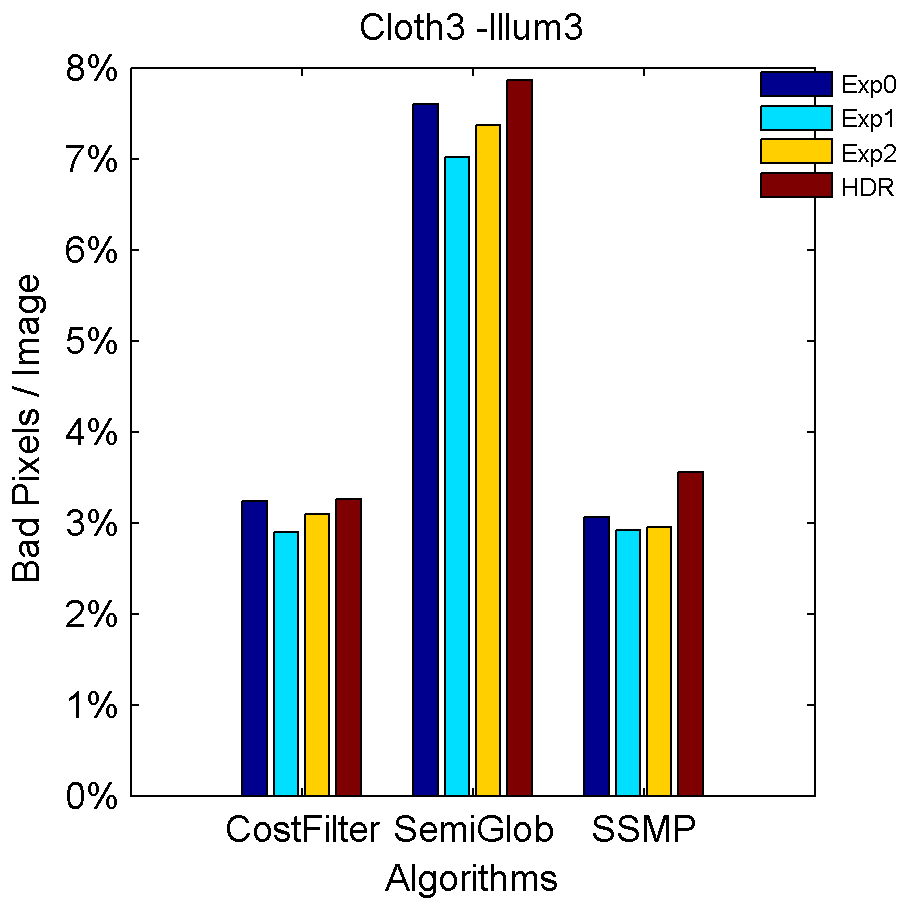 Cloth3 -Illum3
8%
7%
6%
5%
4%
3%
2%
1%
0%
Bad Pixels / Image
Exp0
Exp1
Exp2
HDR
CostFilter SemiGlob SSMP
Algorithms